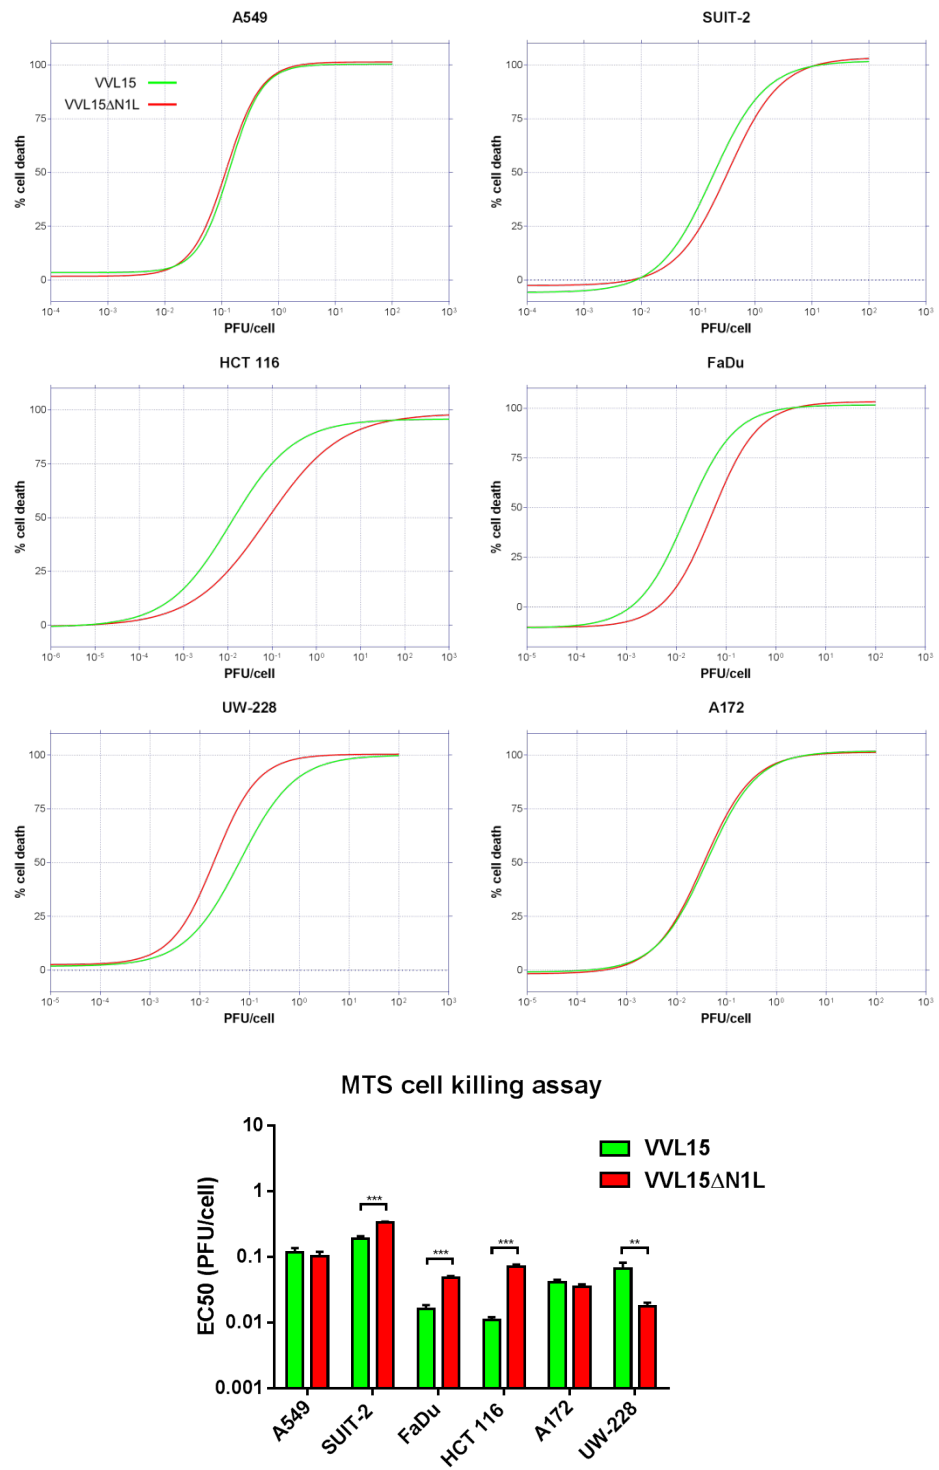 A549
% cell death
100
75
50
25
0
VVL15
VVL15ΔN1L
10⁻⁴ 10⁻³ 10⁻² 10⁻¹ 10⁰ 10¹ 10² 10³
PFU/cell
SUIT-2
% cell death
100
75
50
25
0
10⁻⁴ 10⁻³ 10⁻² 10⁻¹ 10⁰ 10¹ 10² 10³
PFU/cell
HCT 116
% cell death
100
75
50
25
0
10⁻⁶ 10⁻⁵ 10⁻⁴ 10⁻³ 10⁻² 10⁻¹ 10⁰ 10¹ 10² 10³
PFU/cell
FaDu
% cell death
100
75
50
25
0
10⁻⁵ 10⁻⁴ 10⁻³ 10⁻² 10⁻¹ 10⁰ 10¹ 10² 10³
PFU/cell
UW-228
% cell death
100
75
50
25
0
10⁻⁵ 10⁻⁴ 10⁻³ 10⁻² 10⁻¹ 10⁰ 10¹ 10² 10³
PFU/cell
A172
% cell death
100
75
50
25
0
10⁻⁵ 10⁻⁴ 10⁻³ 10⁻² 10⁻¹ 10⁰ 10¹ 10² 10³
PFU/cell
MTS cell killing assay
EC50 (PFU/cell)
10
1
0.1
0.01
0.001
VVL15
VVL15ΔN1L
*** *** *** **
A549 SUIT-2 FaDu HCT 116 A172 UW-228